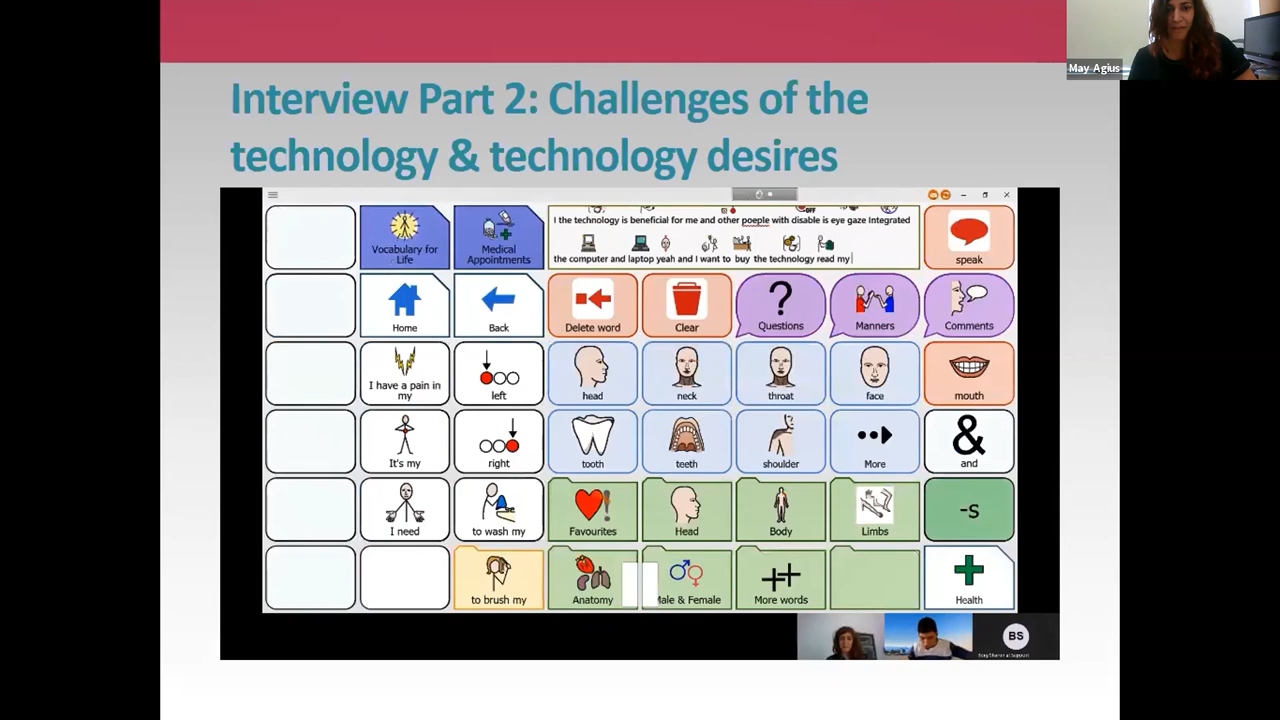 May Agius
Interview Part 2: Challenges of the
technology & technology desires
Vocabulary for
Life
Medical
Appointments
OFF
I the technology is beneficial for me and other poeple with disable is eye gaze Integrated
the computer and laptop yeah and I want to buy the technology read my
speak
Home
Back
Delete word
Clear
?
Questions
Manners
Comments
I have a pain in
my
left
head
neck
throat
face
mouth
It's my
right
tooth
teeth
shoulder
More
&
and
I need
to wash my
Favourites
Head
Body
Limbs
-s
to brush my
Anatomy
Male & Female
More words
Health
BS